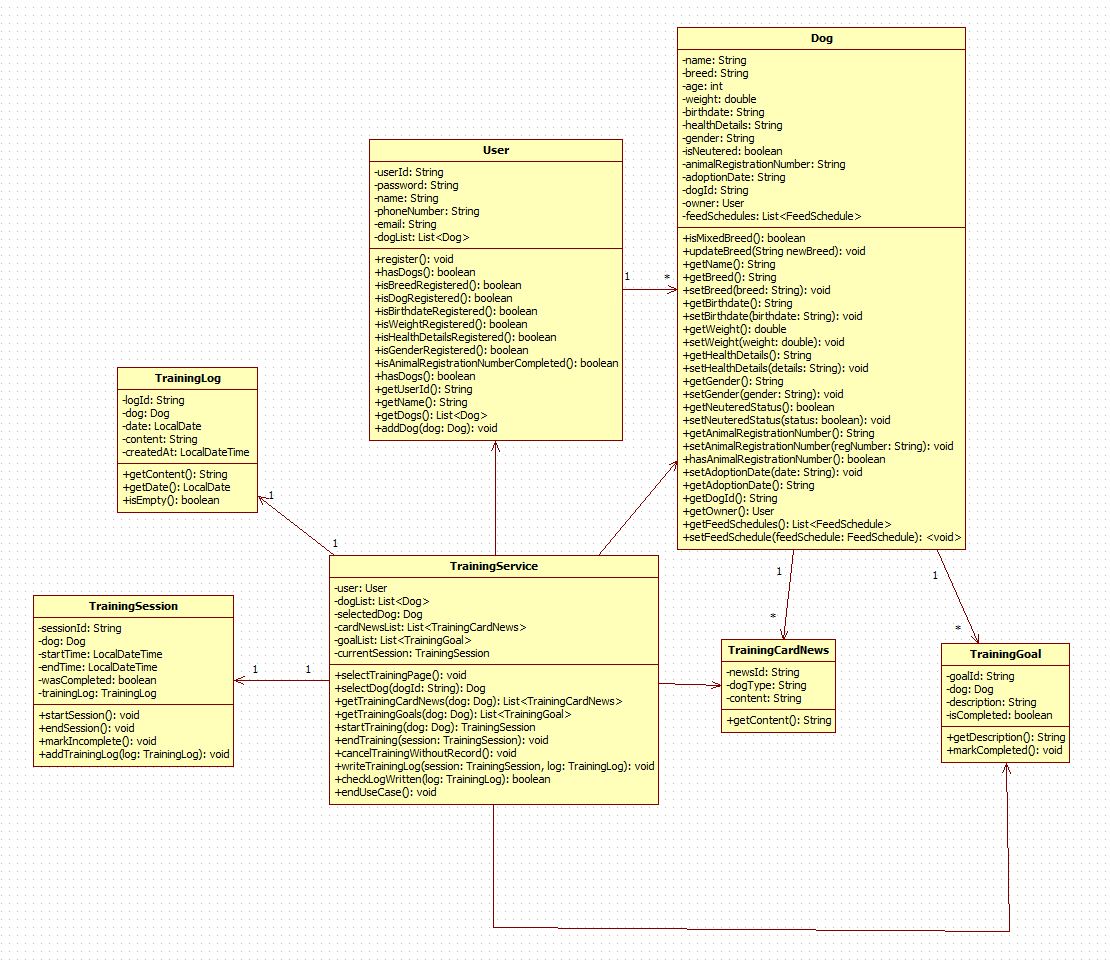 Dog
-name: String
-breed: String
-age: int
-weight: double
-birthdate: String
-healthDetails: String
-gender: String
-isNeutered: boolean
-animalRegistrationNumber: String
-adoptionDate: String
-dogId: String
-owner: User
-feedSchedules: List<FeedSchedule>
+isMixedBreed(): boolean
+updateBreed(String newBreed): void
+getName(): String
+getBreed(): String
+setBreed(breed: String): void
+getBirthdate(): String
+setBirthdate(birthdate: String): void
+getWeight(): double
+setWeight(weight: double): void
+getHealthDetails(): String
+setHealthDetails(details: String): void
+getGender(): String
+setGender(gender: String): void
+getNeuteredStatus(): boolean
+setNeuteredStatus(status: boolean): void
+getAnimalRegistrationNumber(): String
+setAnimalRegistrationNumber(regNumber: String): void
+hasAnimalRegistrationNumber(): boolean
+setAdoptionDate(date: String): void
+getAdoptionDate(): String
+getDogId(): String
+getOwner(): User
+getFeedSchedules(): List<FeedSchedule>
+setFeedSchedule(feedSchedule: FeedSchedule): <void>
User
-userId: String
-password: String
-name: String
-phoneNumber: String
-email: String
-dogList: List<Dog>
+register(): void
+hasDogs(): boolean
+isBreedRegistered(): boolean
+isDogRegistered(): boolean
+isBirthdateRegistered(): boolean
+isWeightRegistered(): boolean
+isHealthDetailsRegistered(): boolean
+isGenderRegistered(): boolean
+isAnimalRegistrationNumberCompleted(): boolean
+hasDogs(): boolean
+getUserId(): String
+getName(): String
+getDogs(): List<Dog>
+addDog(dog: Dog): void
1
*
TrainingLog
-logId: String
-dog: Dog
-date: LocalDate
-content: String
-createdAt: LocalDateTime
+getContent(): String
+getDate(): LocalDate
+isEmpty(): boolean
1
1
TrainingService
-user: User
-dogList: List<Dog>
-selectedDog: Dog
-cardNewsList: List<TrainingCardNews>
-goalList: List<TrainingGoal>
-currentSession: TrainingSession
+selectTrainingPage(): void
+selectDog(dogId: String): Dog
+getTrainingCardNews(dog: Dog): List<TrainingCardNews>
+getTrainingGoals(dog: Dog): List<TrainingGoal>
+startTraining(dog: Dog): TrainingSession
+endTraining(session: TrainingSession): void
+cancelTrainingWithoutRecord(): void
+writeTrainingLog(session: TrainingSession, log: TrainingLog): void
+checkLogWritten(log: TrainingLog): boolean
+endUseCase(): void
TrainingSession
-sessionId: String
-dog: Dog
-startTime: LocalDateTime
-endTime: LocalDateTime
-wasCompleted: boolean
-trainingLog: TrainingLog
+startSession(): void
+endSession(): void
+markIncomplete(): void
+addTrainingLog(log: TrainingLog): void
1
1
1
*
TrainingCardNews
-newsId: String
-dogType: String
-content: String
+getContent(): String
1
*
TrainingGoal
-goalId: String
-dog: Dog
-description: String
-isCompleted: boolean
+getDescription(): String
+markCompleted(): void